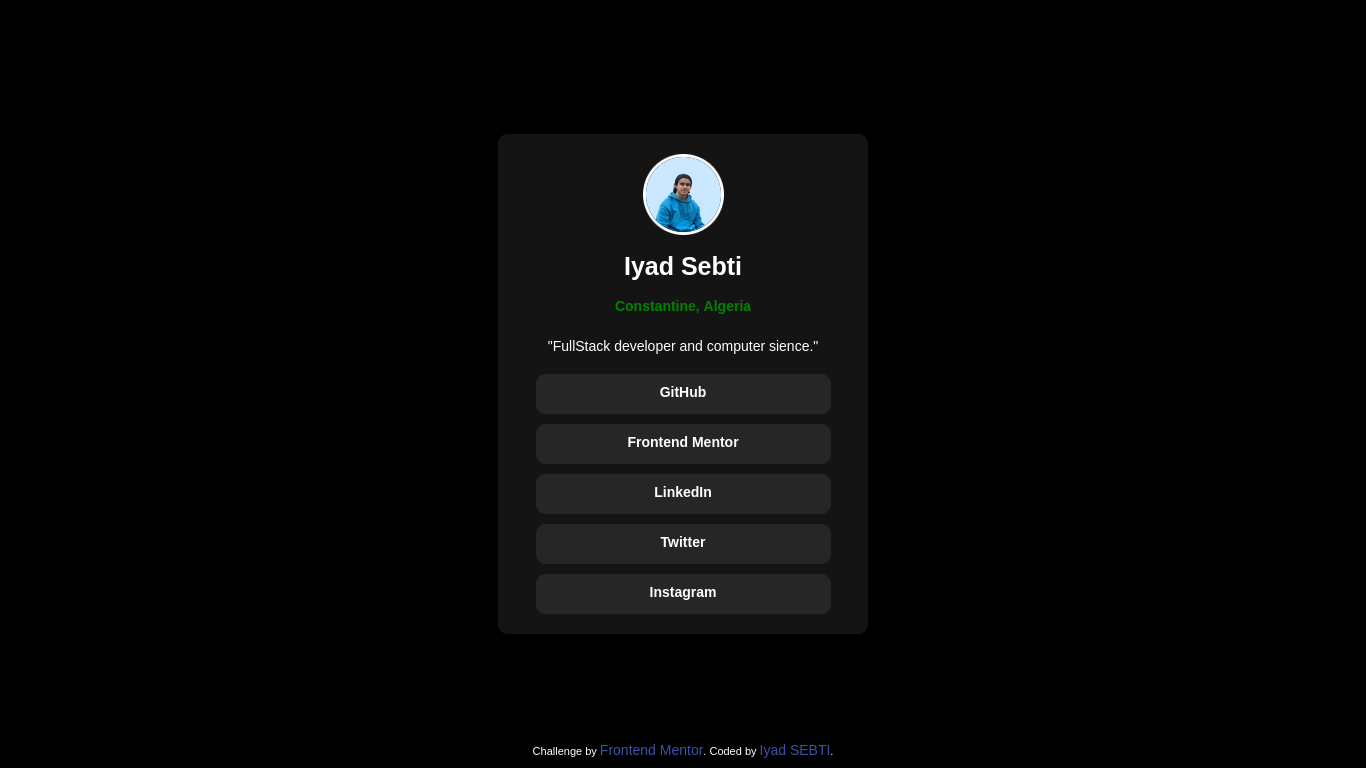 Iyad Sebti
Constantine, Algeria
"FullStack developer and computer sience."
GitHub
Frontend Mentor
LinkedIn
Twitter
Instagram
Challenge by Frontend Mentor. Coded by Iyad SEBTI.